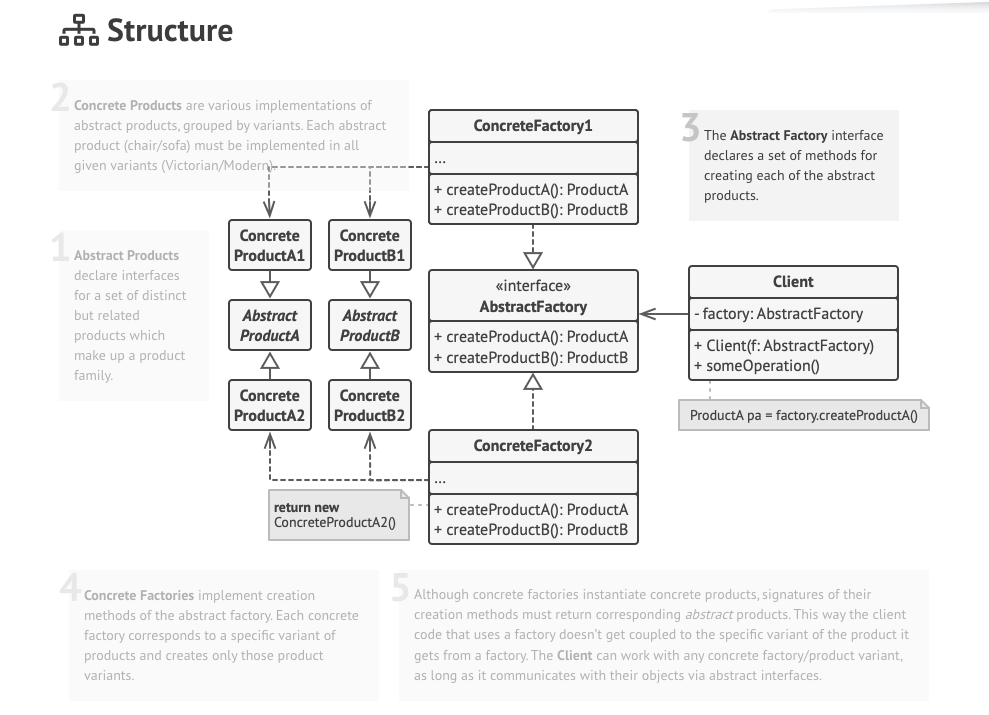 Structure
2
Concrete Products are various implementations of
abstract products, grouped by variants. Each abstract
product (chair/sofa) must be implemented in all
given variants (Victorian/Modern).
ConcreteFactory1
...
+ createProductA(): ProductA
+ createProductB(): ProductB
3
The Abstract Factory interface
declares a set of methods for
creating each of the abstract
products.
1
Abstract Products
declare interfaces
for a set of distinct
but related
products which
make up a product
family.
Concrete
ProductA1
Concrete
ProductB1
Abstract
ProductA
Abstract
ProductB
Concrete
ProductA2
Concrete
ProductB2
«interface»
AbstractFactory
+ createProductA(): ProductA
+ createProductB(): ProductB
Client
- factory: AbstractFactory
+ Client(f: AbstractFactory)
+ someOperation()
ProductA pa = factory.createProductA()
ConcreteFactory2
...
+ createProductA(): ProductA
+ createProductB(): ProductB
return new
ConcreteProductA2()
4
Concrete Factories implement creation
methods of the abstract factory. Each concrete
factory corresponds to a specific variant of
products and creates only those product
variants.
5
Although concrete factories instantiate concrete products, signatures of their
creation methods must return corresponding abstract products. This way the client
code that uses a factory doesn't get coupled to the specific variant of the product it
gets from a factory. The Client can work with any concrete factory/product variant,
as long as it communicates with their objects via abstract interfaces.